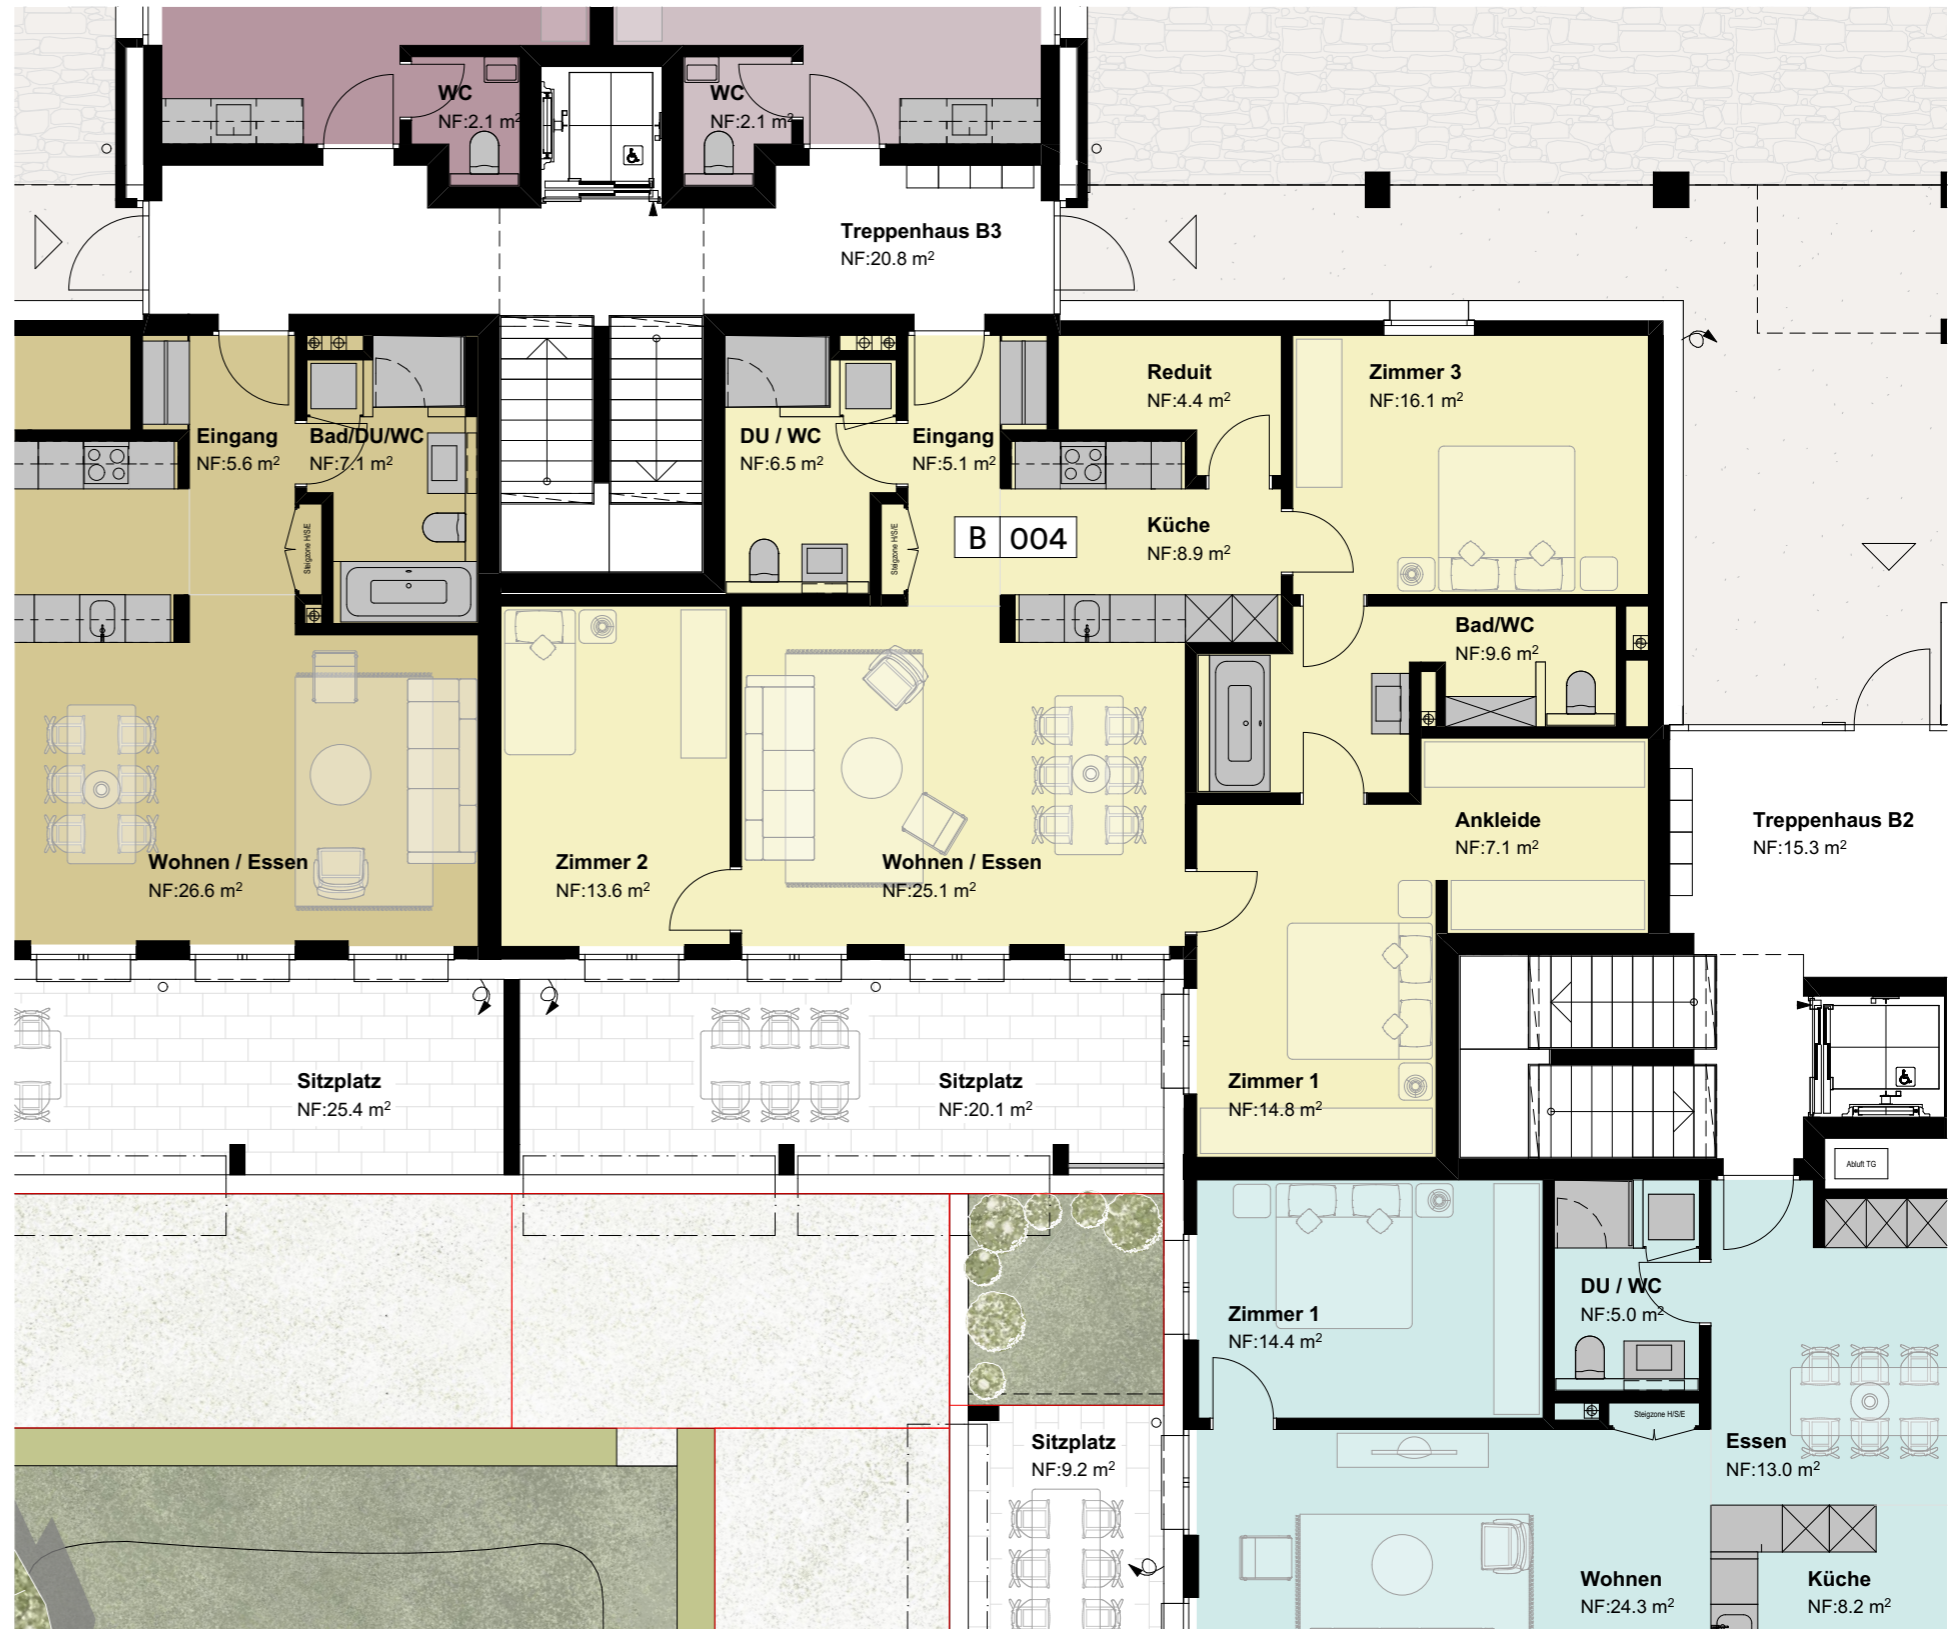 WC
NF:2.1 m²
WC
NF:2.1 m²
Treppenhaus B3
NF:20.8 m²
Reduit
NF:4.4 m²
Zimmer 3
NF:16.1 m²
Eingang
NF:5.6 m²
Bad/DU/WC
NF:7.1 m²
DU / WC
NF:6.5 m²
Eingang
NF:5.1 m²
Steigzone H/S/E
Steigzone H/S/E
B 004
Küche
NF:8.9 m²
Bad/WC
NF:9.6 m²
Ankleide
NF:7.1 m²
Treppenhaus B2
NF:15.3 m²
Wohnen / Essen
NF:26.6 m²
Zimmer 2
NF:13.6 m²
Wohnen / Essen
NF:25.1 m²
Sitzplatz
NF:25.4 m²
Sitzplatz
NF:20.1 m²
Zimmer 1
NF:14.8 m²
Abluft TG
Zimmer 1
NF:14.4 m²
DU / WC
NF:5.0 m²
Steigzone H/S/E
Sitzplatz
NF:9.2 m²
Essen
NF:13.0 m²
Wohnen
NF:24.3 m²
Küche
NF:8.2 m²